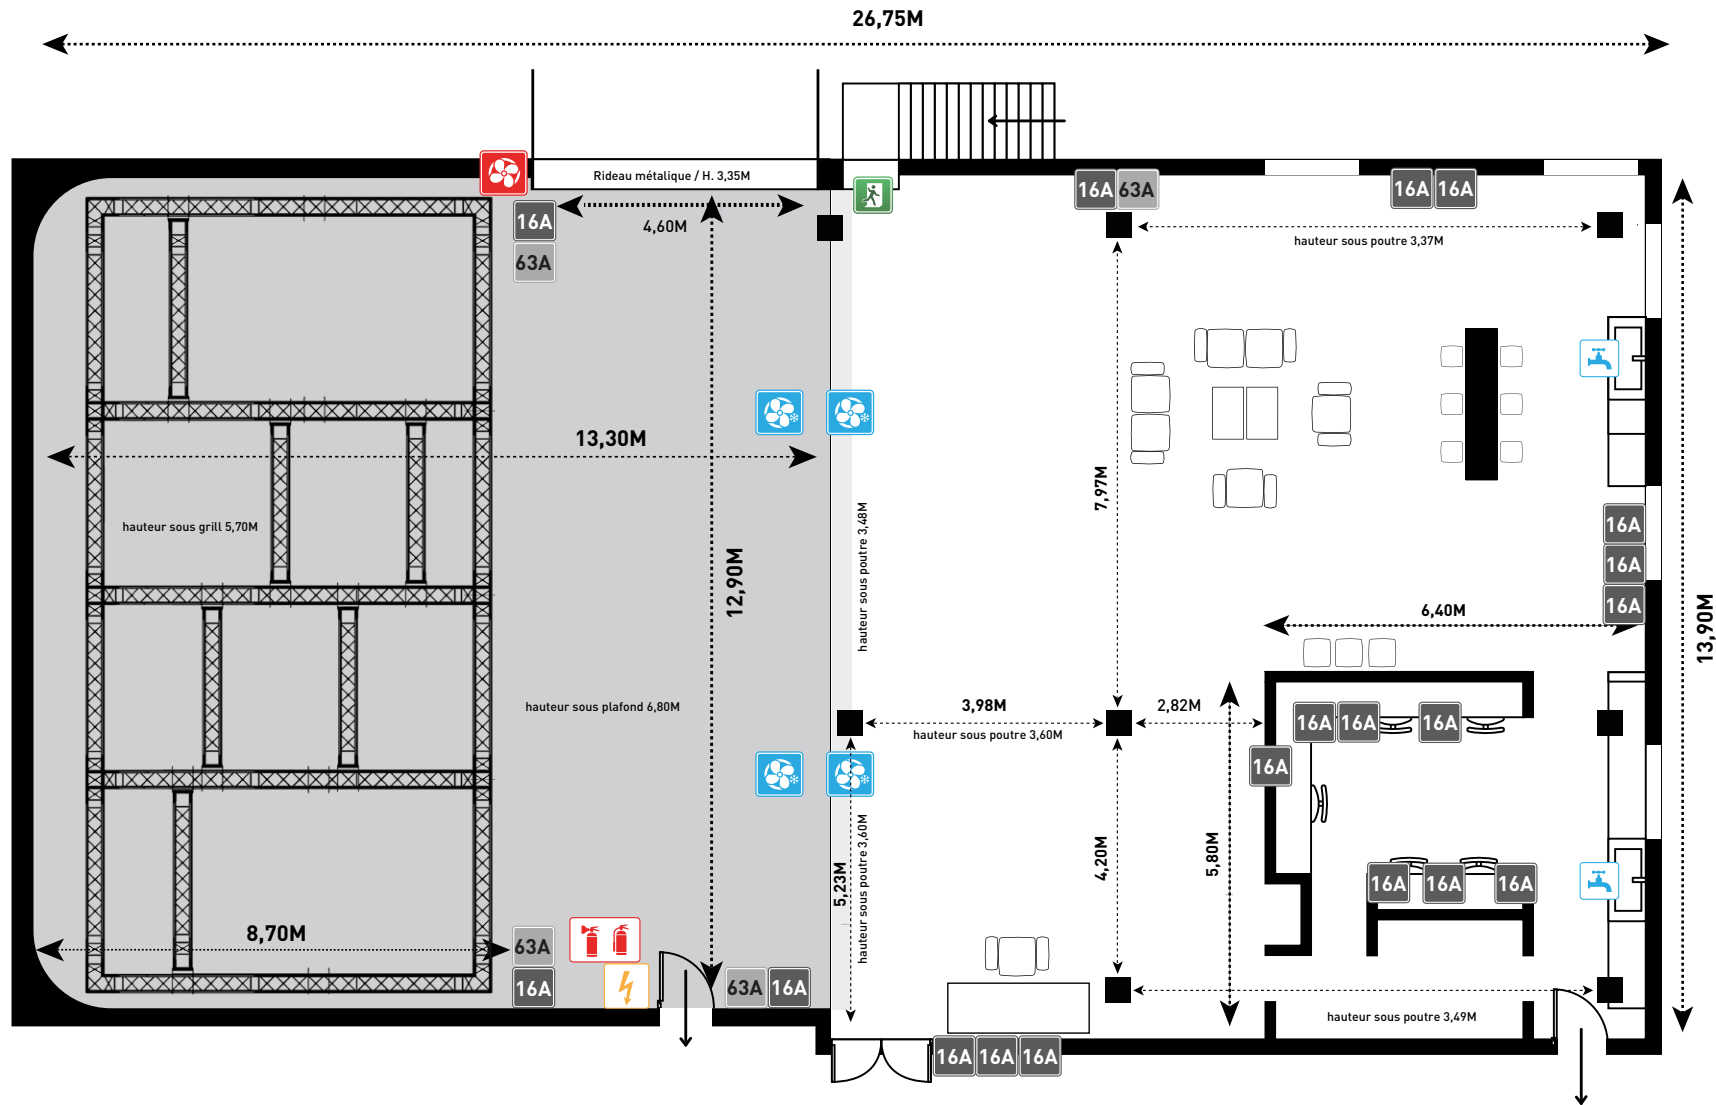 26,75M
Rideau métalique / H. 3,35M
16A
63A
4,60M
16A
63A
16A
16A
hauteur sous poutre 3,37M
13,30M
hauteur sous grill 5,70M
12,90M
hauteur sous poutre 3,48M
7,97M
16A
16A
16A
6,40M
13,90M
hauteur sous plafond 6,80M
3,98M
hauteur sous poutre 3,60M
2,82M
16A
16A
16A
16A
5,23M
hauteur sous poutre 3,60M
4,20M
5,80M
16A
16A
16A
8,70M
63A
16A
63A
16A
hauteur sous poutre 3,49M
16A
16A
16A